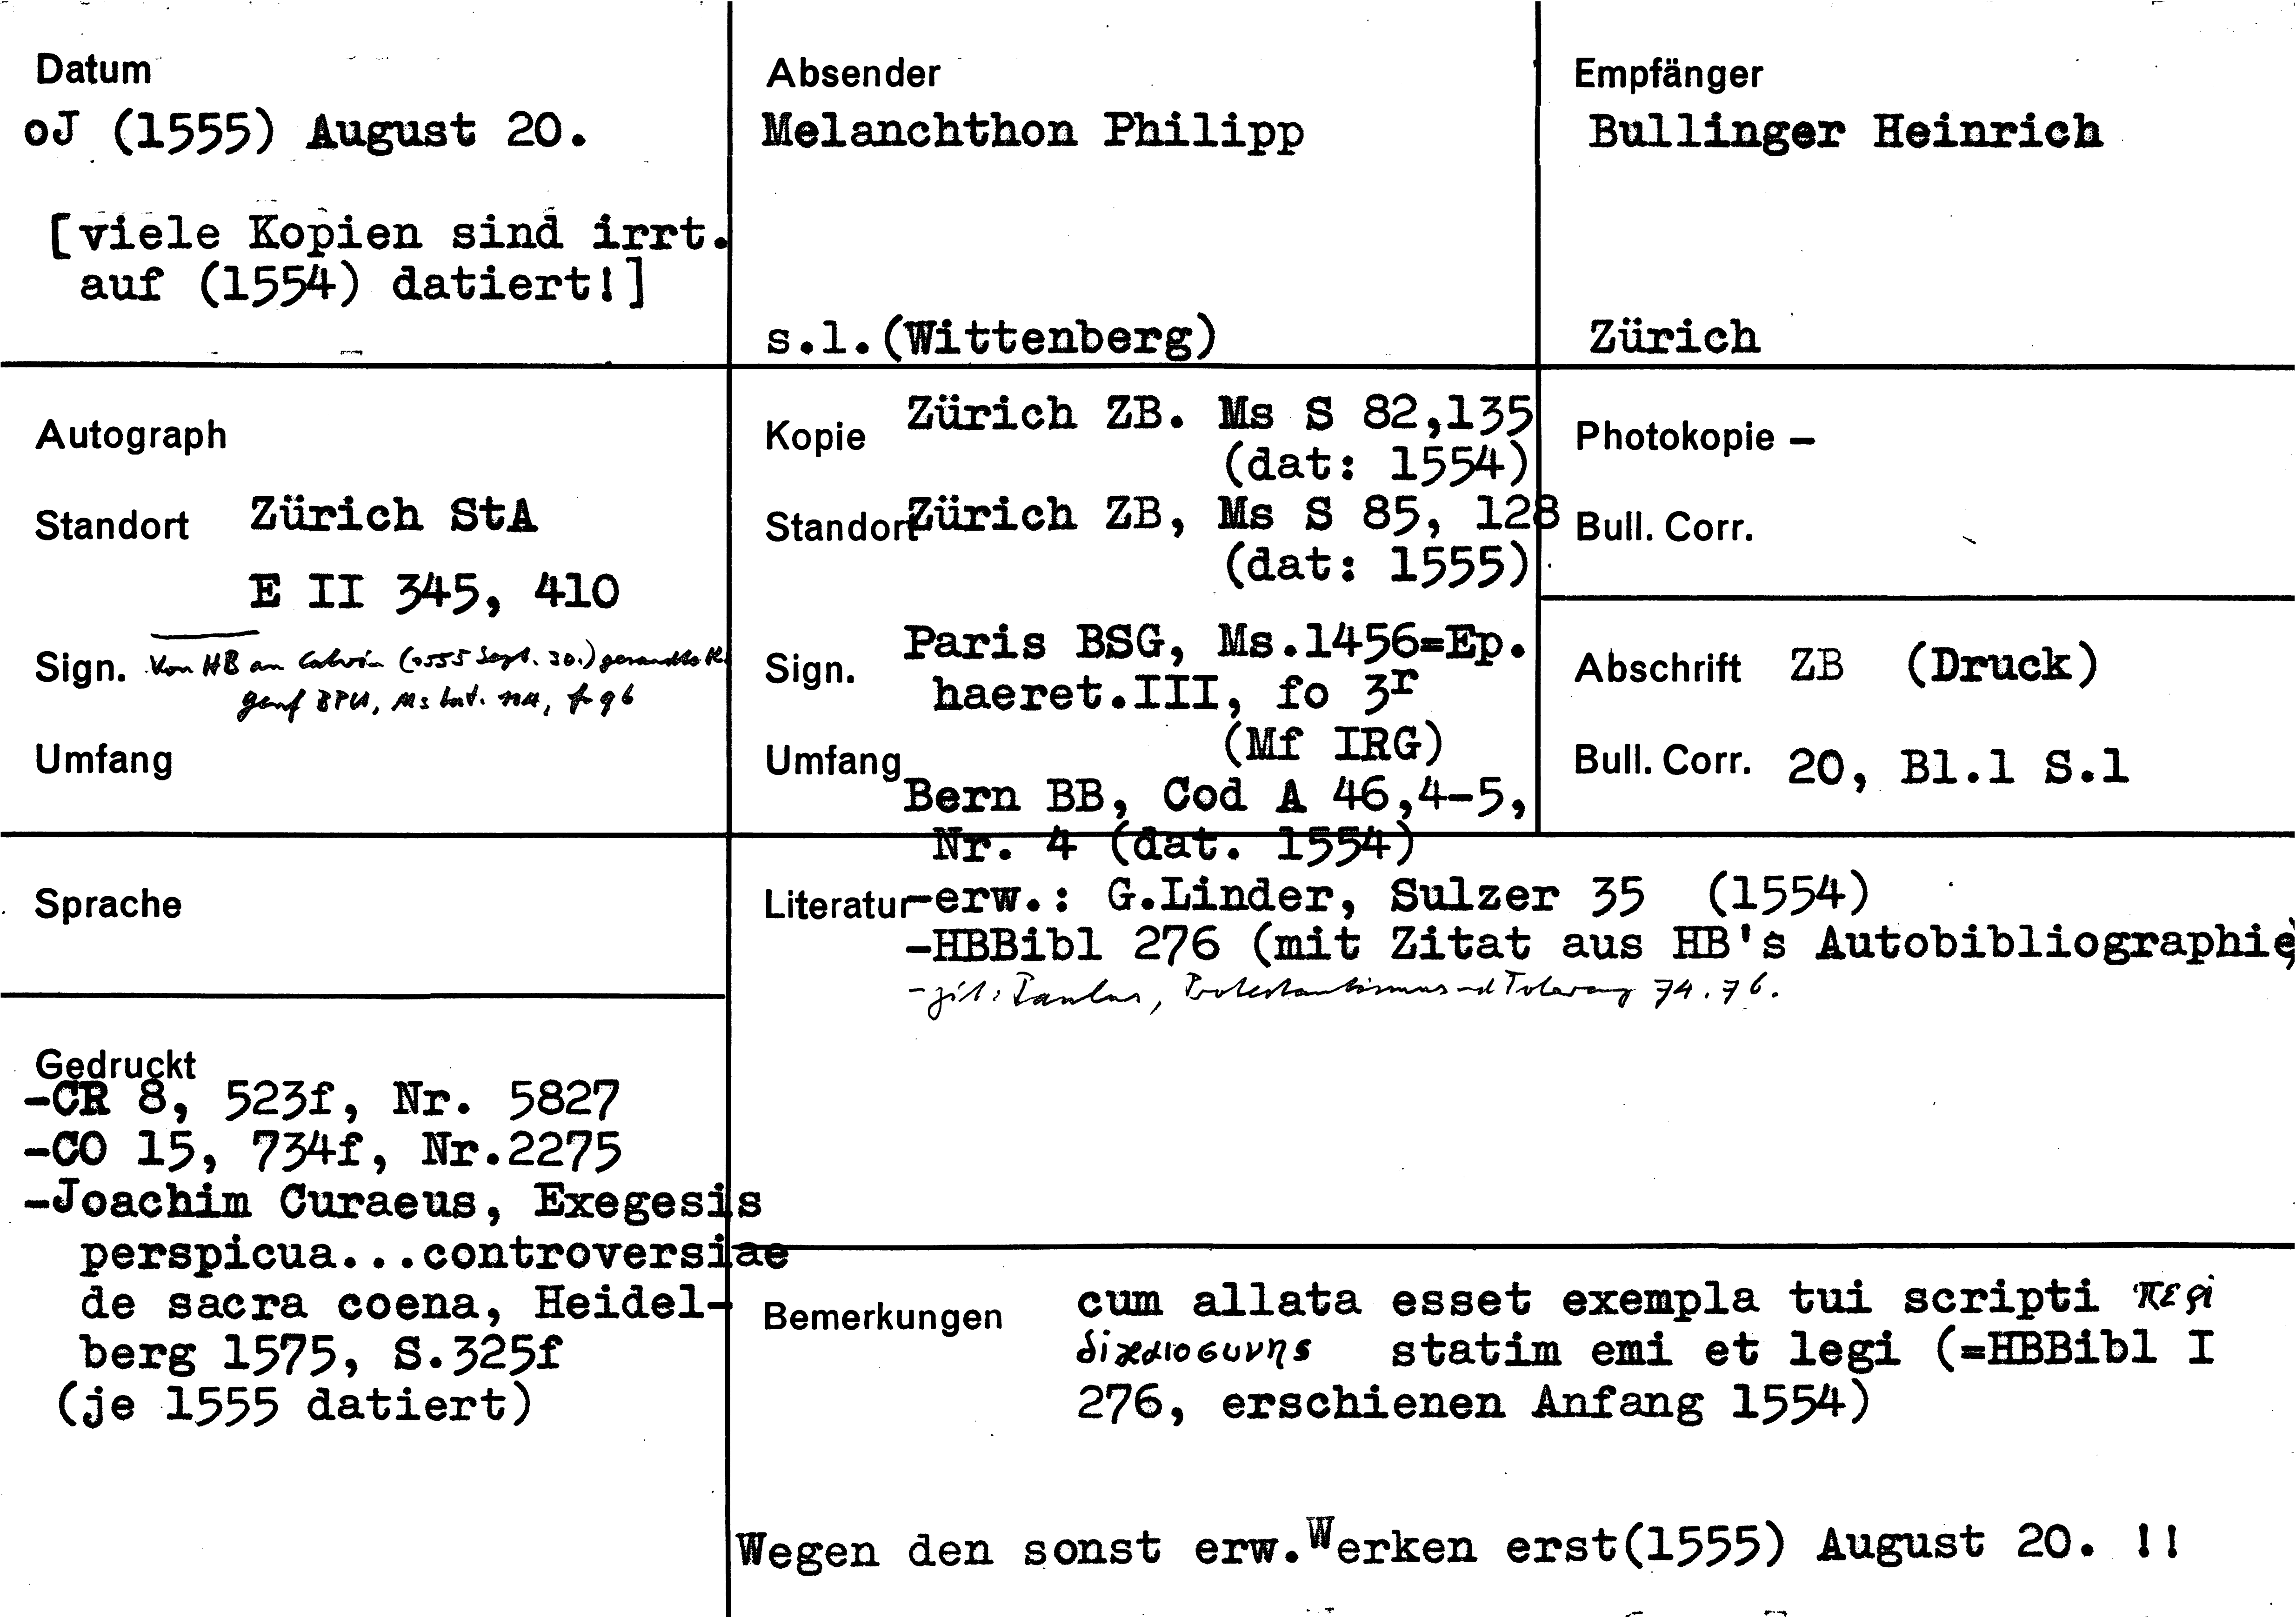 Datum
oJ (1555) August 20.
[viele Kopien sind irrt.
auf (1554) datiert!]
Absender
Melanchthon Philipp
s.l.(Wittenberg)
Empfänger
Bullinger Heinrich
Zürich
Autograph
Standort Zürich StA
E II 345, 410
Sign. Von HB an Calvin (1555 Sept. 30.) gesandte K.
Genf BPU, Ms lat. 114, fo 96
Umfang
Kopie Zürich ZB. Ms S 82,135
(dat: 1554)
Standort Zürich ZB, Ms S 85, 128
(dat: 1555)
Sign. Paris BSG, Ms.1456=Ep.
haeret.III, fo 3r
(Mf IRG)
Umfang
Bern BB, Cod A 46,4-5,
Nr. 4 (dat. 1554)
Photokopie -
Bull. Corr.
Abschrift ZB (Druck)
Bull. Corr. 20, Bl.1 S.1
Sprache
Literatur -erw.: G.Linder, Sulzer 35 (1554)
-HBBibl 276 (mit Zitat aus HB's Autobibliographie)
- zit: Paulus, Protestantismus und Toleranz 74.76.
Gedruckt
-CR 8, 523f, Nr. 5827
-CO 15, 734f, Nr.2275
-Joachim Curaeus, Exegesis
perspicua...controversiae
de sacra coena, Heidel-
berg 1575, S.325f
(je 1555 datiert)
Bemerkungen cum allata esset exempla tui scripti περὶ
δικαιοσυνης statim emi et legi (=HBBibl I
276, erschienen Anfang 1554)
Wegen den sonst erw.Werken erst(1555) August 20. !!